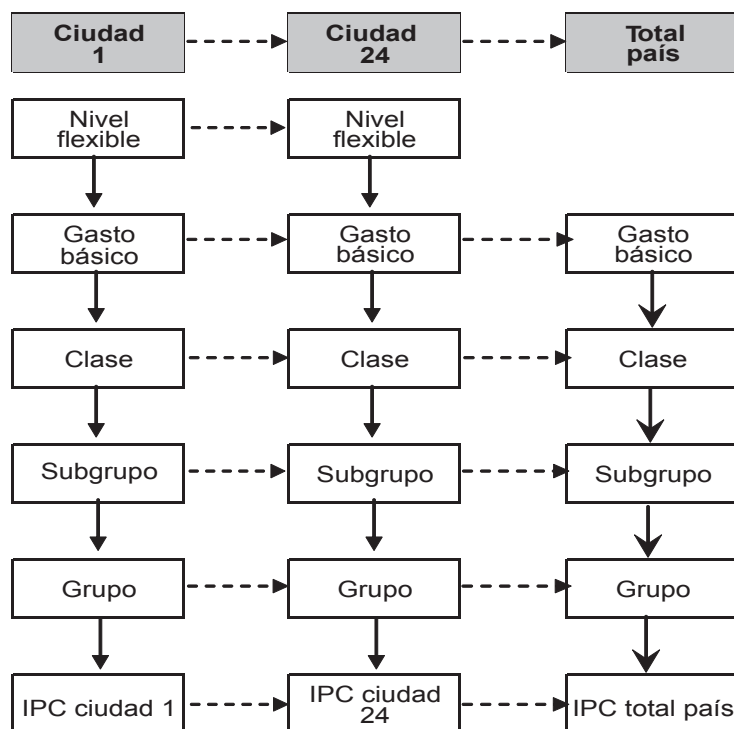 Ciudad
1
Ciudad
24
Total
país
Nivel
flexible
Nivel
flexible
Gasto
básico
Gasto
básico
Gasto
básico
Clase
Clase
Clase
Subgrupo
Subgrupo
Subgrupo
Grupo
Grupo
Grupo
IPC ciudad 1
IPC ciudad
24
IPC total país